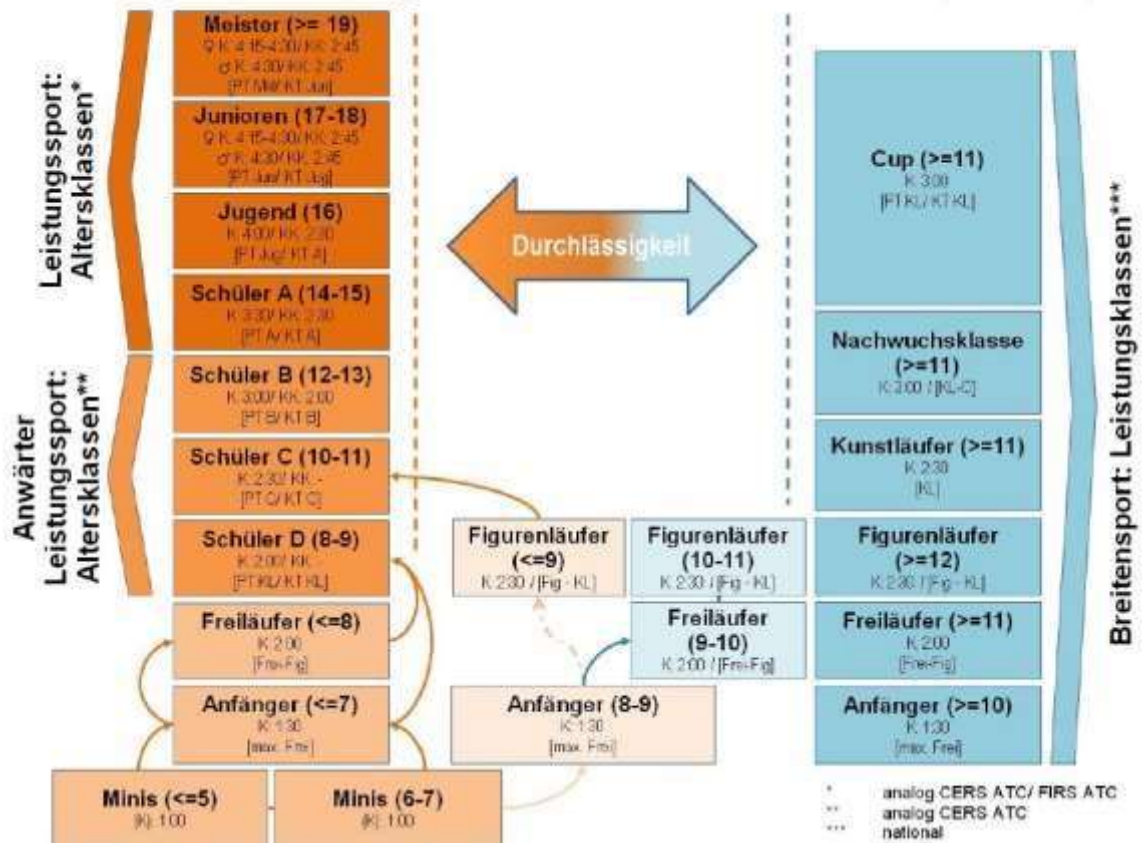 Leistungssport:
Altersklassen*
Meister (>= 19)
♀ K: 4:15-4:30/ KK: 2:45
♂ K: 4:30/ KK: 2:45
[PT Mei/ KT Jun]
Junioren (17-18)
♀ K: 4:15-4:30/ KK: 2:45
♂ K: 4:30/ KK: 2:45
[PT Jun/ KT Jug]
Jugend (16)
K: 4:00/ KK: 2:30
[PT Jug/ KT A]
Schüler A (14-15)
K: 3:30/ KK: 2:30
[PT A/ KT A]
Anwärter
Leistungssport:
Altersklassen**
Schüler B (12-13)
K: 3:00/ KK: 2:00
[PT B/ KT B]
Schüler C (10-11)
K: 2:30/ KK: -
[PT C/ KT C]
Schüler D (8-9)
K: 2:00/ KK: -
[PT KL/ KT KL]
Freiläufer (<=8)
K: 2:00
[Frei-Fig]
Anfänger (<=7)
K: 1:30
[max. Frei]
Minis (<=5)
(K): 1:00
Minis (6-7)
(K): 1:00
Durchlässigkeit
Figurenläufer
(<=9)
K: 2:30 / [Fig - KL]
Figurenläufer
(10-11)
K: 2:30 / [Fig - KL]
Freiläufer
(9-10)
K: 2:00 / [Frei-Fig]
Anfänger (8-9)
K: 1:30
[max. Frei]
Cup (>=11)
K: 3:00
[PT KL/ KT KL]
Nachwuchsklasse
(>=11)
K: 3:00 / [KL-C]
Kunstläufer (>=11)
K: 2:30
[KL]
Figurenläufer
(>=12)
K: 2:30 / [Fig - KL]
Freiläufer (>=11)
K: 2:00
[Frei-Fig]
Anfänger (>=10)
K: 1:30
[max. Frei]
Breitensport: Leistungsklassen***
* analog CERS ATC/ FIRS ATC
** analog CERS ATC
*** national